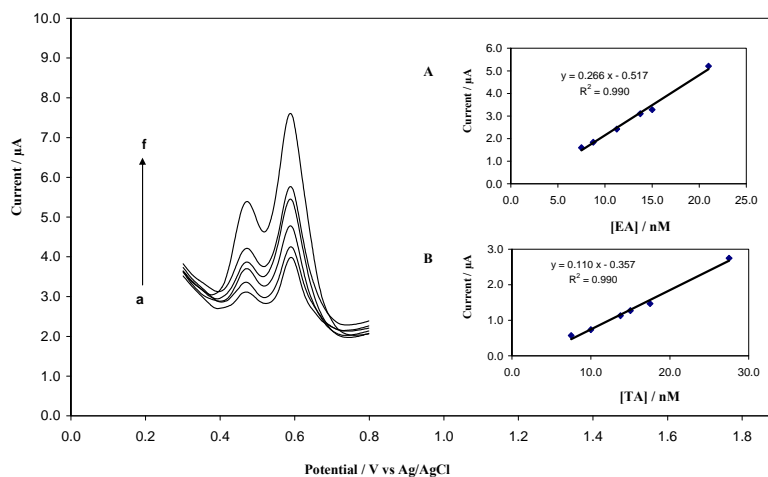 10.0
9.0
8.0
7.0
6.0
5.0
4.0
3.0
2.0
1.0
0.0
Current / µA
0.0 0.2 0.4 0.6 0.8 1.0 1.2 1.4 1.6 1.8
Potential / V vs Ag/AgCl
f
a
A
6.0
5.0
4.0
3.0
2.0
1.0
0.0
Current / µA
y = 0.266 x - 0.517
R² = 0.990
0.0 5.0 10.0 15.0 20.0 25.0
[EA] / nM
B
3.0
2.0
1.0
0.0
Current / µA
y = 0.110 x - 0.357
R² = 0.990
0.0 10.0 20.0 30.0
[TA] / nM